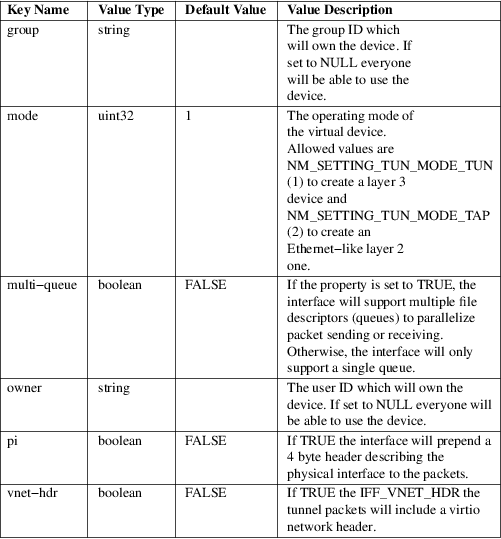 Key Name Value Type Default Value Value Description
group string The group ID which
will own the device. If
set to NULL everyone
will be able to use the
device.
mode uint32 1 The operating mode of
the virtual device.
Allowed values are
NM_SETTING_TUN_MODE_TUN
(1) to create a layer 3
device and
NM_SETTING_TUN_MODE_TAP
(2) to create an
Ethernet−like layer 2
one.
multi−queue boolean FALSE If the property is set to TRUE, the
interface will support multiple file
descriptors (queues) to parallelize
packet sending or receiving.
Otherwise, the interface will only
support a single queue.
owner string The user ID which will own the
device. If set to NULL everyone will
be able to use the device.
pi boolean FALSE If TRUE the interface will prepend a
4 byte header describing the
physical interface to the packets.
vnet−hdr boolean FALSE If TRUE the IFF_VNET_HDR the
tunnel packets will include a virtio
network header.